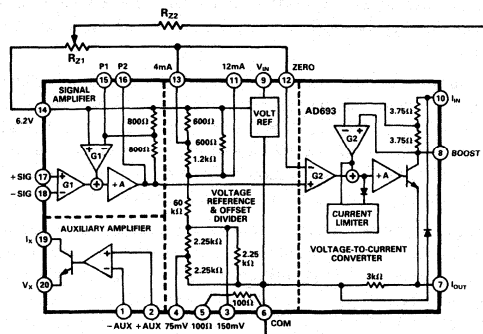 RZ2
RZ1
P1 P2 4mA 12mA VIN 12 ZERO
15 16 13 11 9
SIGNAL
AMPLIFIER
6.2V 14
800Ω
800Ω
600Ω
600Ω
1.2kΩ
VOLT
REF
AD693
10 IIN
3.75Ω
3.75Ω
8 BOOST
– +
G1
– +
G2
+SIG 17
–SIG 18
+
–
G1
+
+A
–
+
G2
+
+A
CURRENT
LIMITER
60
kΩ
VOLTAGE
REFERENCE
& OFFSET
DIVIDER
AUXILIARY AMPLIFIER
IX
19
VX
20
+
–
2.25kΩ
2.25kΩ
2.25
kΩ
VOLTAGE-TO-CURRENT
CONVERTER
3kΩ
7 IOUT
100Ω
1 2 4 5 3 6
–AUX +AUX 75mV 100Ω 150mV COM